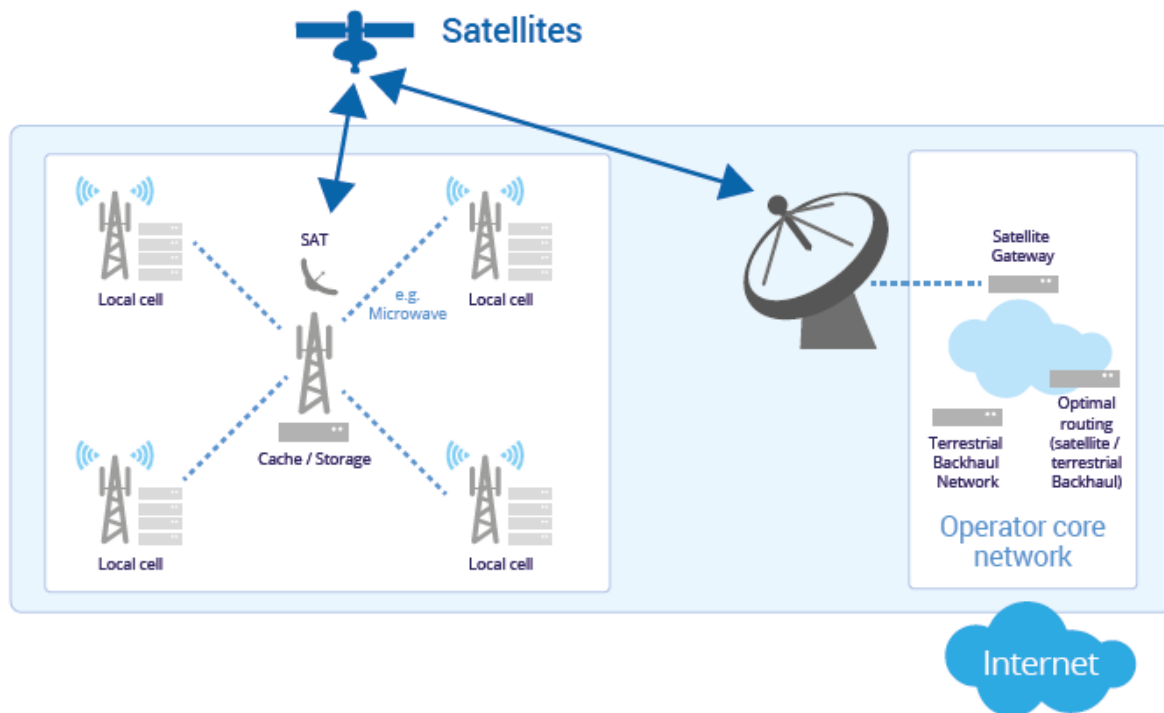 Satellites
SAT
Local cell
Local cell
e.g.
Microwave
Cache / Storage
Local cell
Local cell
Satellite
Gateway
Terrestrial
Backhaul
Network
Optimal
routing
(satellite /
terrestrial
Backhaul)
Operator core
network
Internet